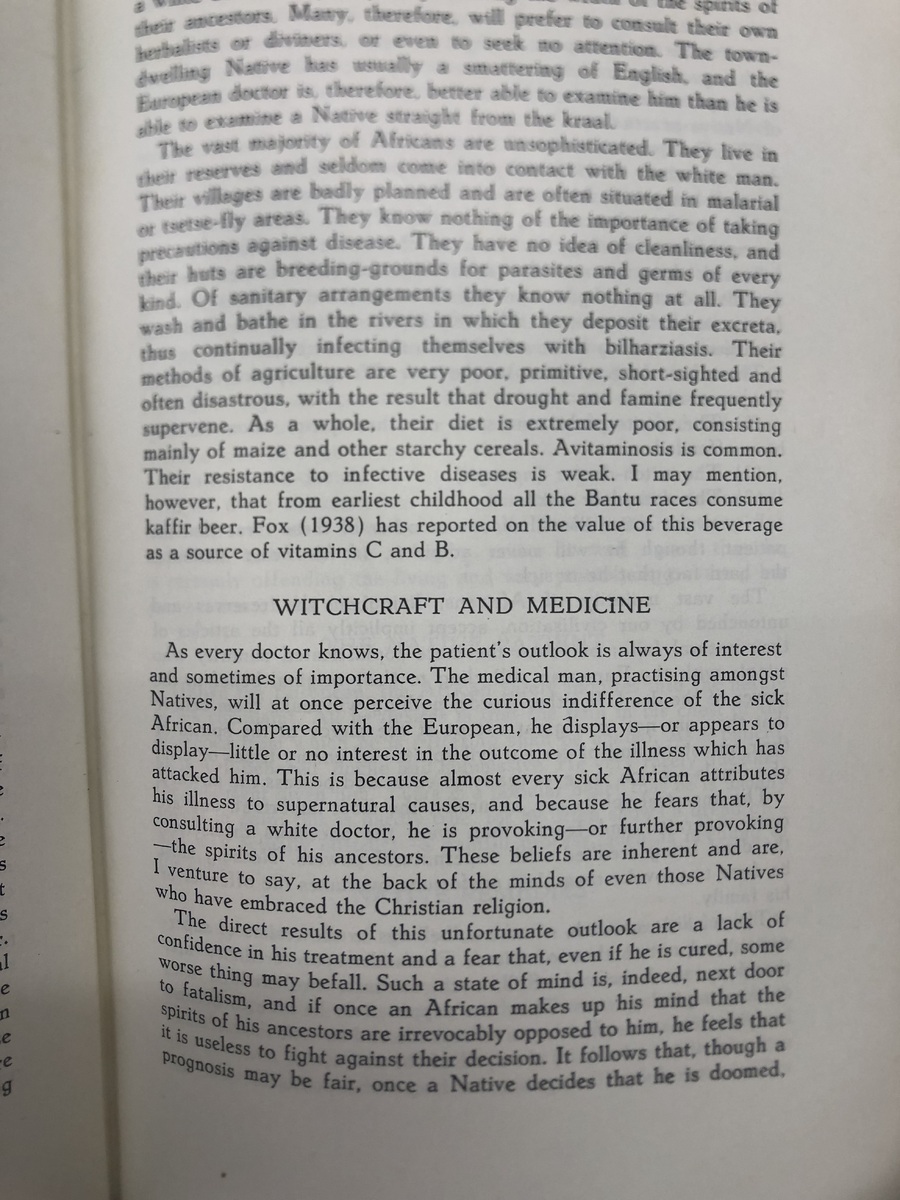 the spirits of
their ancestors. Many, therefore, will prefer to consult their own
herbalists or diviners, or even to seek no attention. The town-
dwelling Native has usually a smattering of English, and the
European doctor is, therefore, better able to examine him than he is
able to examine a Native straight from the kraal.
The vast majority of Africans are unsophisticated. They live in
their reserves and seldom come into contact with the white man.
Their villages are badly planned and are often situated in malarial
or tsetse-fly areas. They know nothing of the importance of taking
precautions against disease. They have no idea of cleanliness, and
their huts are breeding-grounds for parasites and germs of every
kind. Of sanitary arrangements they know nothing at all. They
wash and bathe in the rivers in which they deposit their excreta,
thus continually infecting themselves with bilharziasis. Their
methods of agriculture are very poor, primitive, short-sighted and
often disastrous, with the result that drought and famine frequently
supervene. As a whole, their diet is extremely poor, consisting
mainly of maize and other starchy cereals. Avitaminosis is common.
Their resistance to infective diseases is weak. I may mention,
however, that from earliest childhood all the Bantu races consume
kaffir beer. Fox (1938) has reported on the value of this beverage
as a source of vitamins C and B.
WITCHCRAFT AND MEDICINE
As every doctor knows, the patient's outlook is always of interest
and sometimes of importance. The medical man, practising amongst
Natives, will at once perceive the curious indifference of the sick
African. Compared with the European, he displays—or appears to
display—little or no interest in the outcome of the illness which has
attacked him. This is because almost every sick African attributes
his illness to supernatural causes, and because he fears that, by
consulting a white doctor, he is provoking—or further provoking
—the spirits of his ancestors. These beliefs are inherent and are,
I venture to say, at the back of the minds of even those Natives
who have embraced the Christian religion.
The direct results of this unfortunate outlook are a lack of
confidence in his treatment and a fear that, even if he is cured, some
worse thing may befall. Such a state of mind is, indeed, next door
to fatalism, and if once an African makes up his mind that the
spirits of his ancestors are irrevocably opposed to him, he feels that
it is useless to fight against their decision. It follows that, though a
prognosis may be fair, once a Native decides that he is doomed,